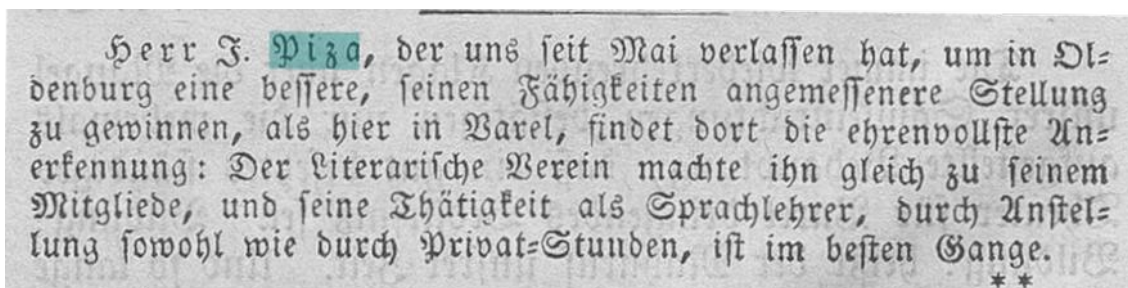 Herr J. Piza, der uns ſeit Mai verlaſſen hat, um in Ol⸗
denburg eine beſſere, ſeinen Fähigkeiten angemeſſenere Stellung
zu gewinnen, als hier in Varel, findet dort die ehrenvollſte An⸗
erkennung: Der Literariſche Verein machte ihn gleich zu ſeinem
Mitgliede, und ſeine Thätigkeit als Sprachlehrer, durch Anſtel⸗
lung ſowohl wie durch Privat⸗Stunden, iſt im beſten Gange.
* *